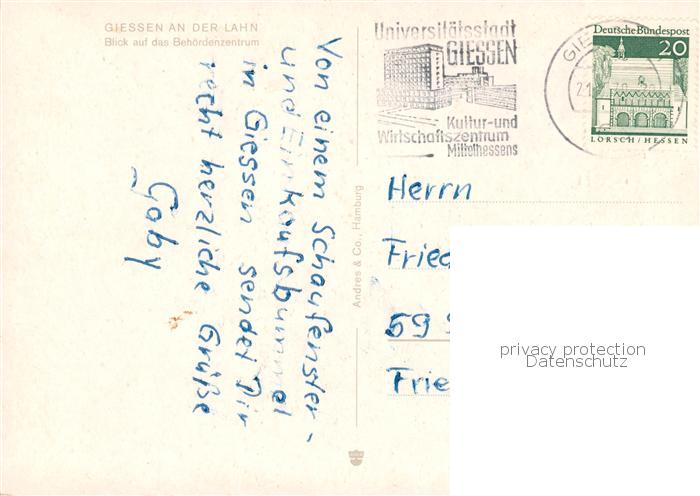 GIESSEN AN DER LAHN
Blick auf das Behördenzentrum
Von einem Schaufenster-
und Einkaufsbummel
in Giessen sendet Dir
recht herzliche Grüße
Gaby
Andres & Co., Hamburg
Universitätsstadt
GIESSEN
Kultur- und
Wirtschaftszentrum
Mittelhessens
Deutsche Bundespost
20
LORSCH/HESSEN
Herrn
59
privacy protection
Datenschutz